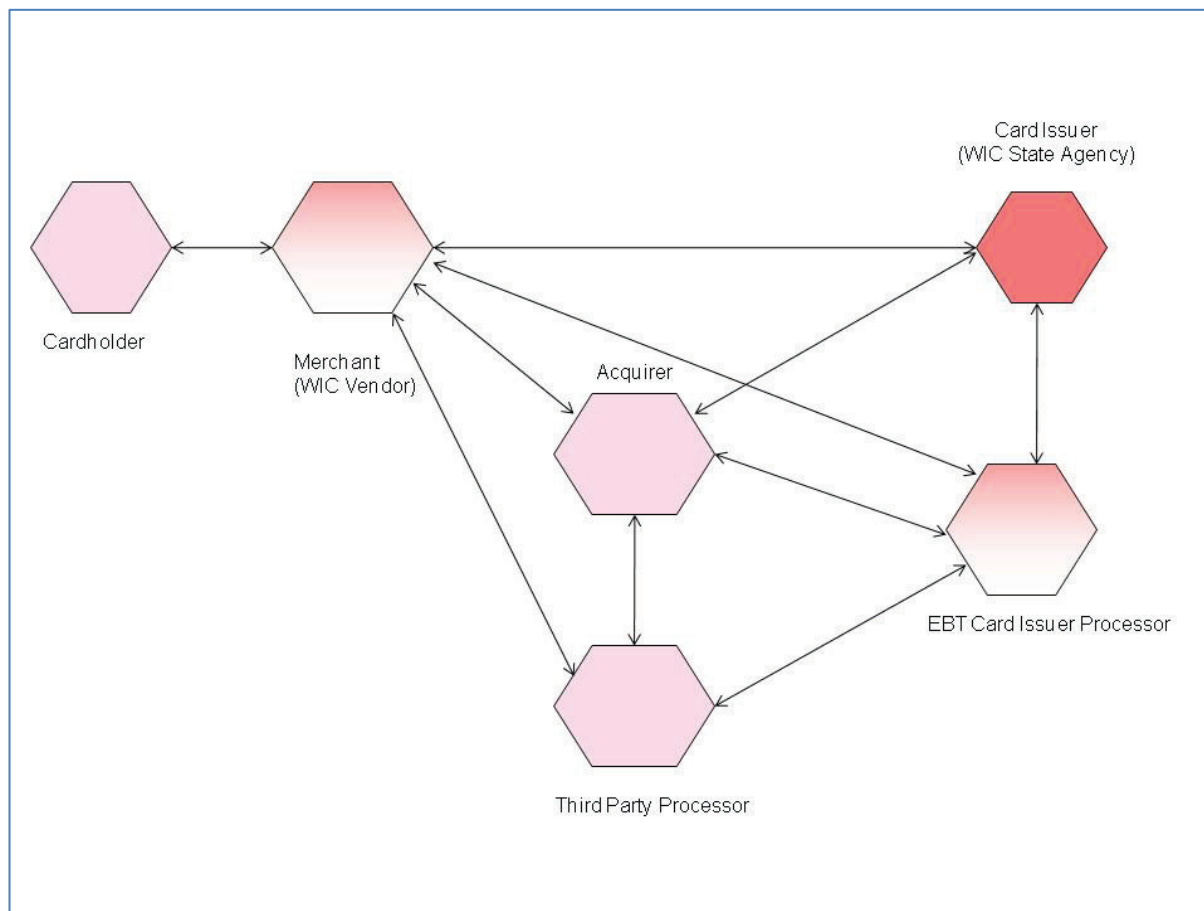 Card Issuer
(WIC State Agency)
Cardholder
Merchant
(WIC Vendor)
Acquirer
EBT Card Issuer Processor
Third Party Processor